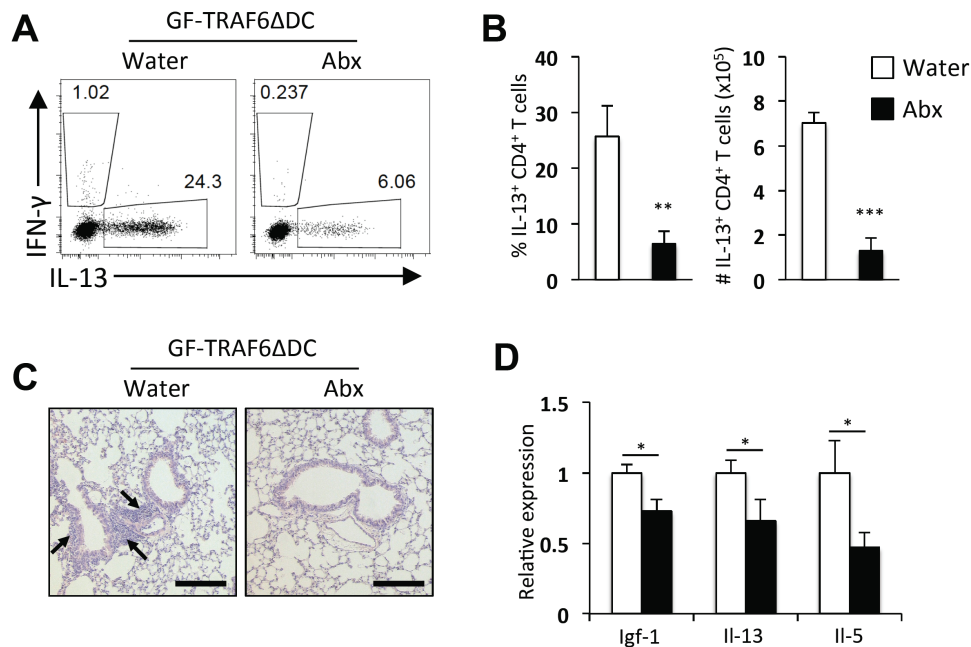 A
GF-TRAF6ΔDC
Water
Abx
1.02
24.3
0.237
6.06
IFN-γ
IL-13
B
% IL-13⁺ CD4⁺ T cells
40
30
20
10
0
**
# IL-13⁺ CD4⁺ T cells (x10⁵)
10
8
6
4
2
0
***
Water
Abx
C
GF-TRAF6ΔDC
Water
Abx
D
Relative expression
1.5
1
0.5
0
*
*
*
Igf-1
Il-13
Il-5